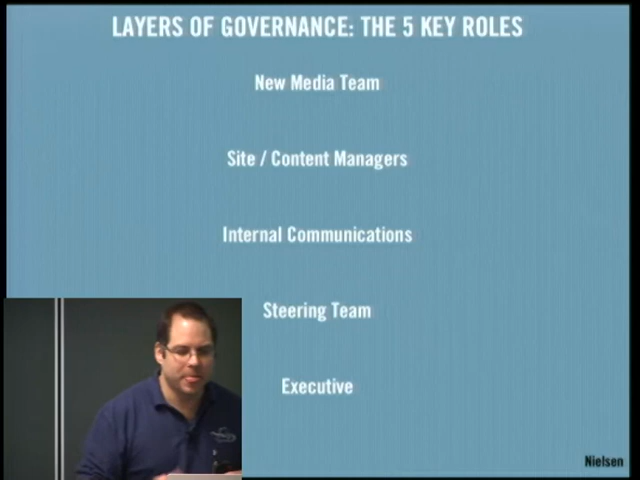 LAYERS OF GOVERNANCE: THE 5 KEY ROLES
New Media Team
Site / Content Managers
Internal Communications
Steering Team
Executive
Nielsen